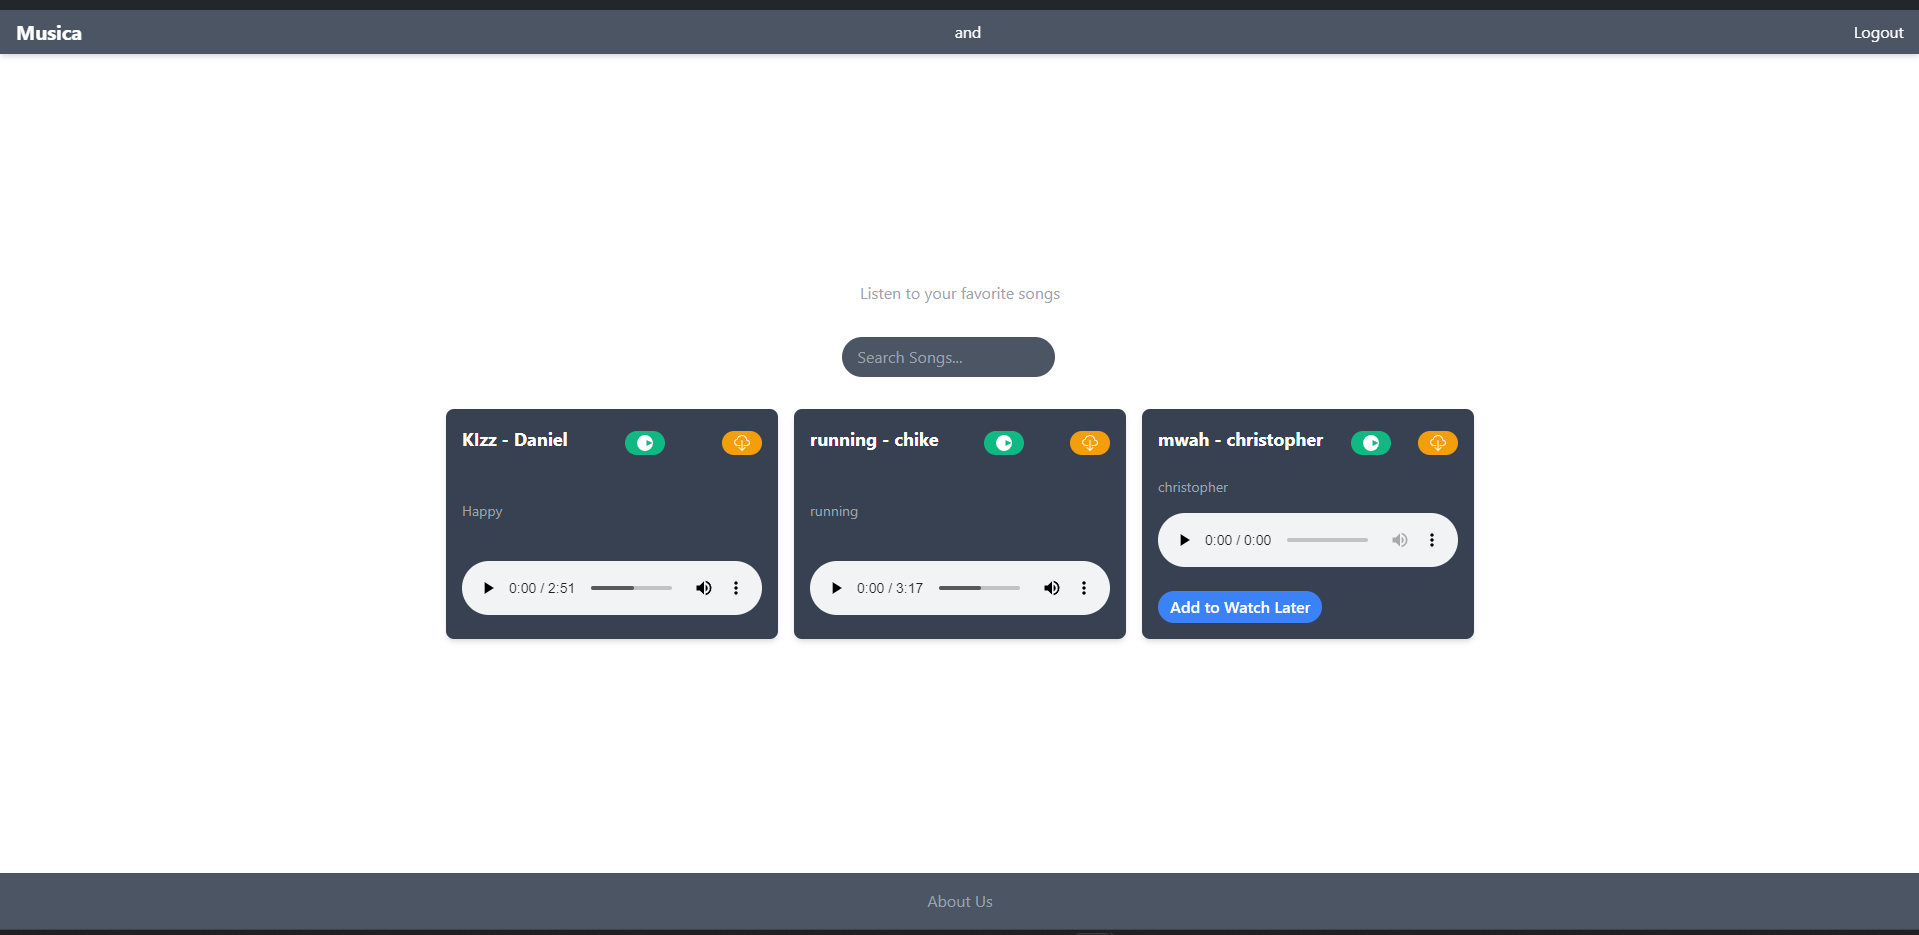 Musica
and
Logout
Listen to your favorite songs
Search Songs...
KIzz - Daniel
Happy
0:00 / 2:51
running - chike
running
0:00 / 3:17
mwah - christopher
christopher
0:00 / 0:00
Add to Watch Later
About Us